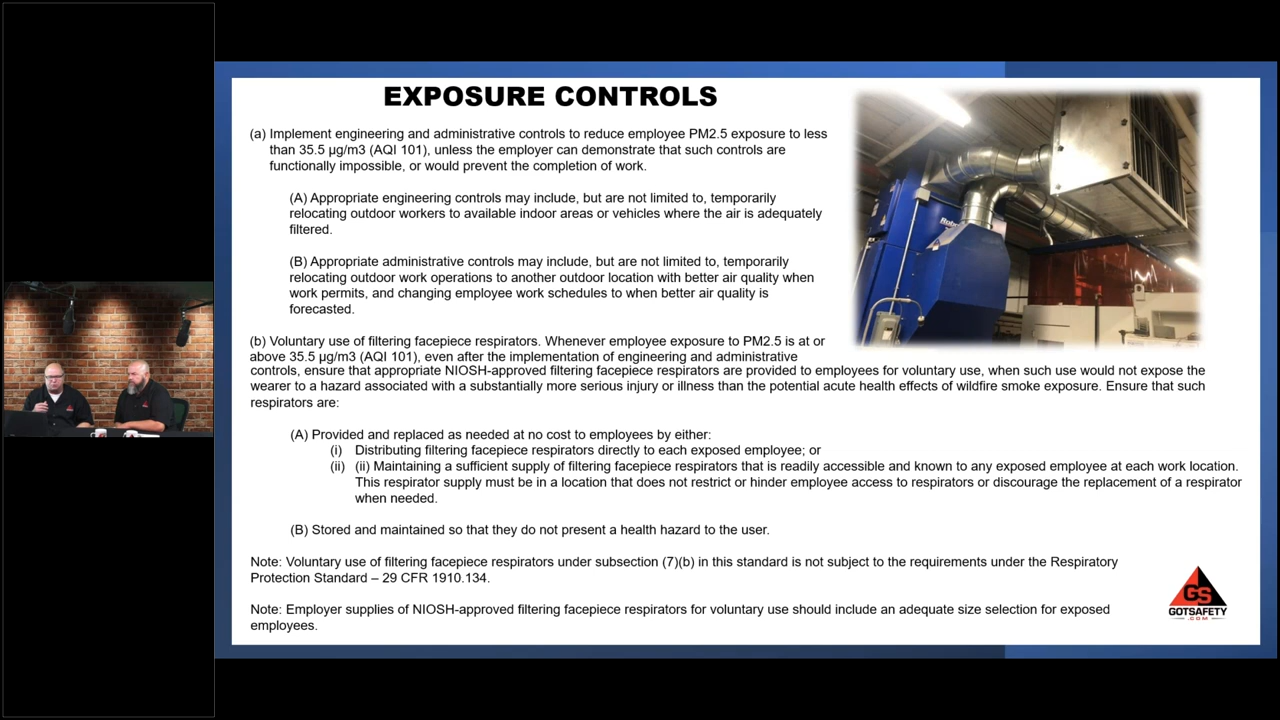 EXPOSURE CONTROLS
(a) Implement engineering and administrative controls to reduce employee PM2.5 exposure to less
than 35.5 µg/m3 (AQI 101), unless the employer can demonstrate that such controls are
functionally impossible, or would prevent the completion of work.
(A) Appropriate engineering controls may include, but are not limited to, temporarily
relocating outdoor workers to available indoor areas or vehicles where the air is adequately
filtered.
(B) Appropriate administrative controls may include, but are not limited to, temporarily
relocating outdoor work operations to another outdoor location with better air quality when
work permits, and changing employee work schedules to when better air quality is
forecasted.
(b) Voluntary use of filtering facepiece respirators. Whenever employee exposure to PM2.5 is at or
above 35.5 µg/m3 (AQI 101), even after the implementation of engineering and administrative
controls, ensure that appropriate NIOSH-approved filtering facepiece respirators are provided to employees for voluntary use, when such use would not expose the
wearer to a hazard associated with a substantially more serious injury or illness than the potential acute health effects of wildfire smoke exposure. Ensure that such
respirators are:
(A) Provided and replaced as needed at no cost to employees by either:
(i) Distributing filtering facepiece respirators directly to each exposed employee; or
(ii) (ii) Maintaining a sufficient supply of filtering facepiece respirators that is readily accessible and known to any exposed employee at each work location.
This respirator supply must be in a location that does not restrict or hinder employee access to respirators or discourage the replacement of a respirator
when needed.
(B) Stored and maintained so that they do not present a health hazard to the user.
Note: Voluntary use of filtering facepiece respirators under subsection (7)(b) in this standard is not subject to the requirements under the Respiratory
Protection Standard – 29 CFR 1910.134.
Note: Employer supplies of NIOSH-approved filtering facepiece respirators for voluntary use should include an adequate size selection for exposed
employees.
GS
GOTSAFETY
.COM